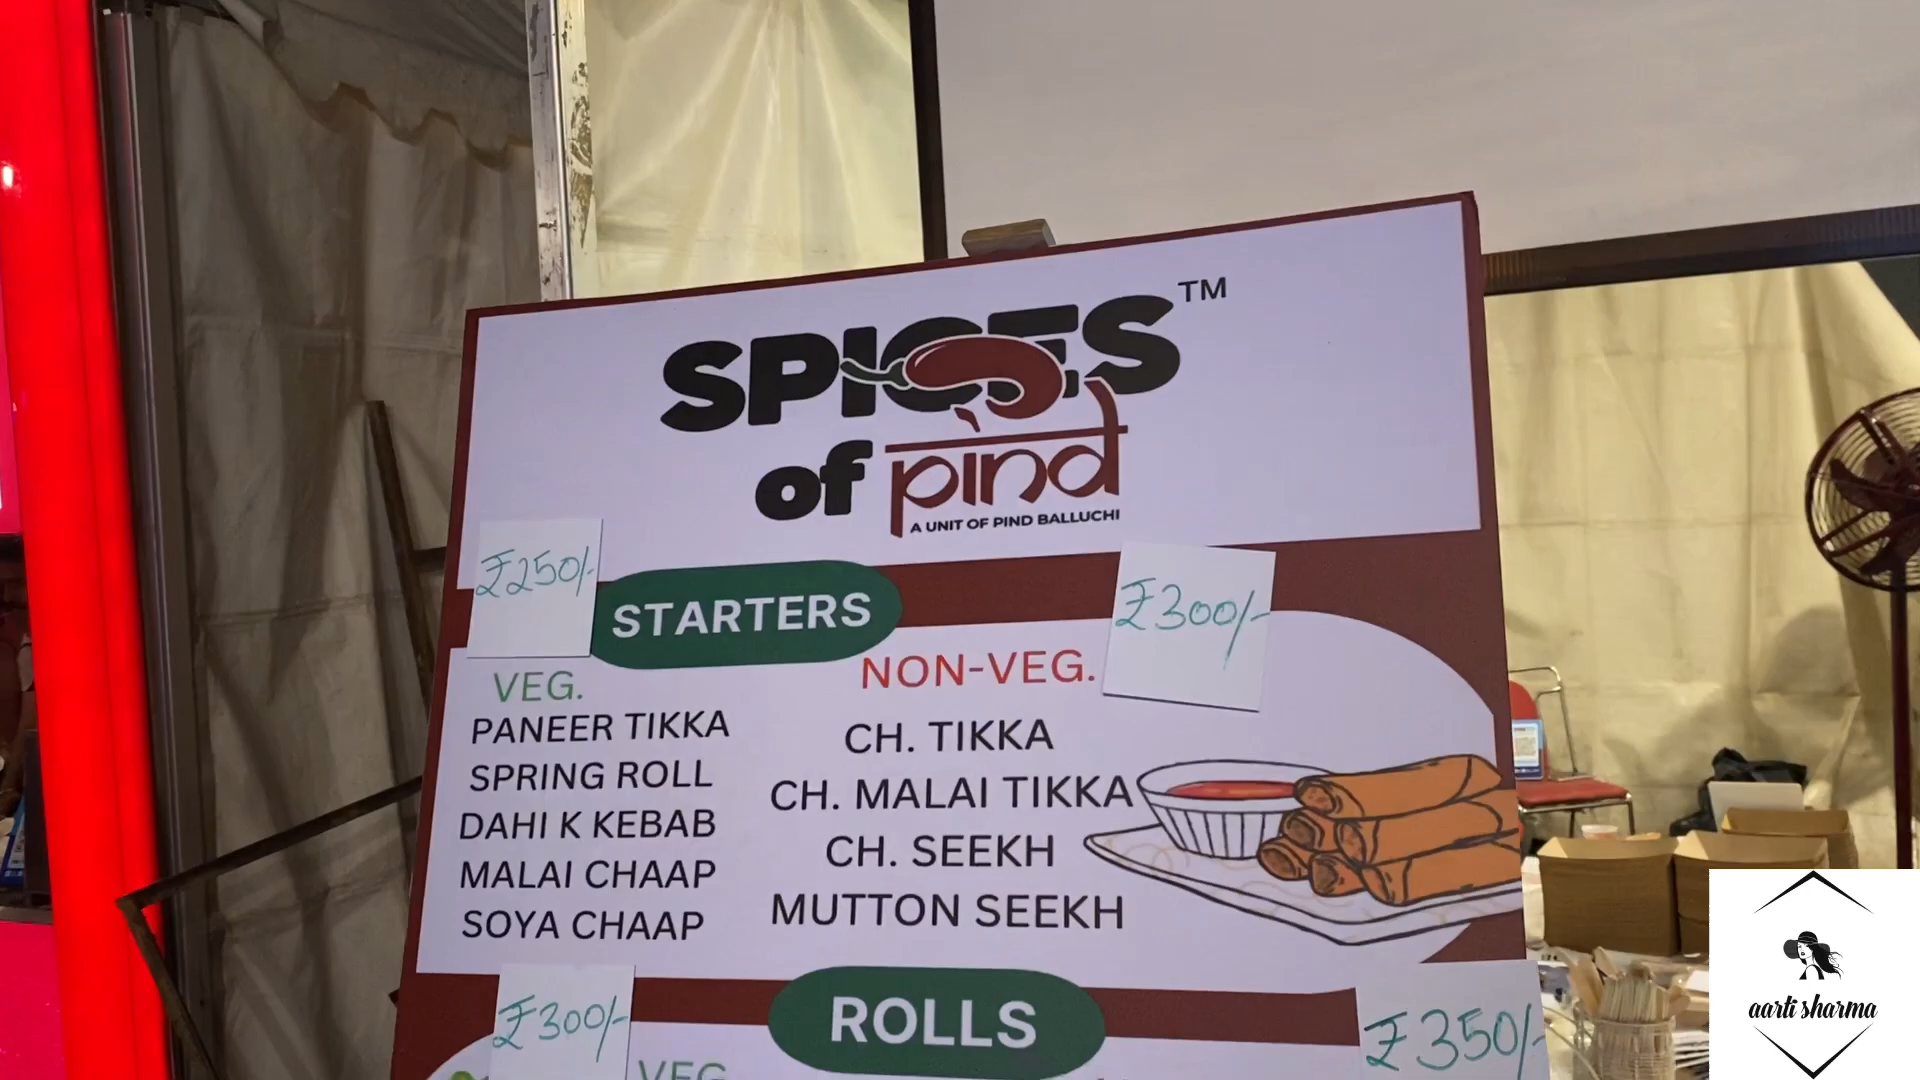 SPICES™
of pind
A UNIT OF PIND BALLUCHI
₹250/-
STARTERS
₹300/-
VEG.
NON-VEG.
PANEER TIKKA
SPRING ROLL
DAHI K KEBAB
MALAI CHAAP
SOYA CHAAP
CH. TIKKA
CH. MALAI TIKKA
CH. SEEKH
MUTTON SEEKH
₹300/-
ROLLS
₹350/-
VEG
aarti sharma